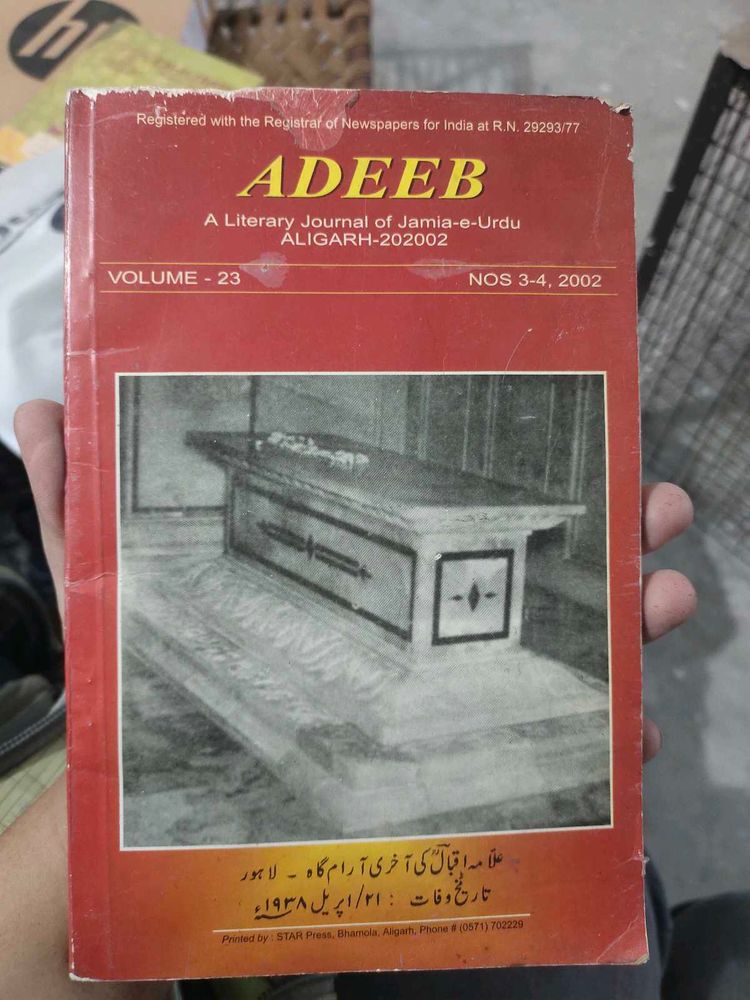 hp
Registered with the Registrar of Newspapers for India at R.N. 29293/77
ADEEB
A Literary Journal of Jamia-e-Urdu
ALIGARH-202002
VOLUME - 23 NOS 3-4, 2002
علامہ اقبالؒ کی آخری آرام گاہ ۔ لاہور
تاریخ وفات : ۲۱/اپریل ۱۹۳۸ء
Printed by : STAR Press, Bhamola, Aligarh, Phone # (0571) 702229